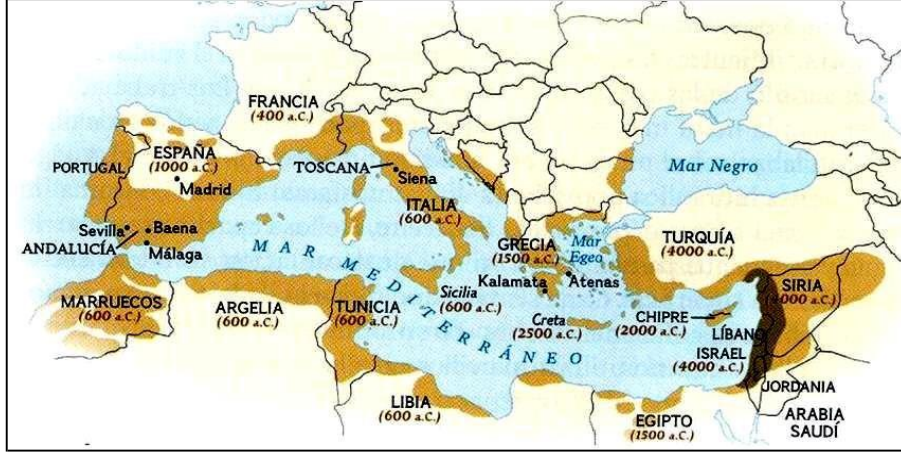 FRANCIA
(400 a.C.)
Mar Negro
PORTUGAL
ESPAÑA
(1000 a.C.)
Madrid
TOSCANA
Siena
ITALIA
(600 a.C.)
Sevilla
Baena
ANDALUCÍA
Málaga
MAR MEDITERRÁNEO
GRECIA
(1500 a.C.)
Mar
Egeo
TURQUÍA
(4000 a.C.)
Kalamata
Atenas
MARRUECOS
(600 a.C.)
ARGELIA
(600 a.C.)
TUNICIA
(600 a.C.)
Sicilia
(600 a.C.)
Creta
(2500 a.C.)
CHIPRE
(2000 a.C.)
SIRIA
(4000 a.C.)
LÍBANO
ISRAEL
(4000 a.C.)
JORDANIA
LIBIA
(600 a.C.)
EGIPTO
(1500 a.C.)
ARABIA
SAUDÍ